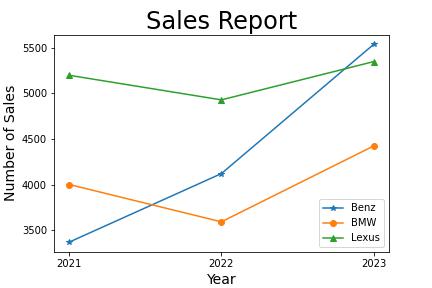 Sales Report
Number of Sales
5500
5000
4500
4000
3500
2021
2022
2023
Year
Benz
BMW
Lexus